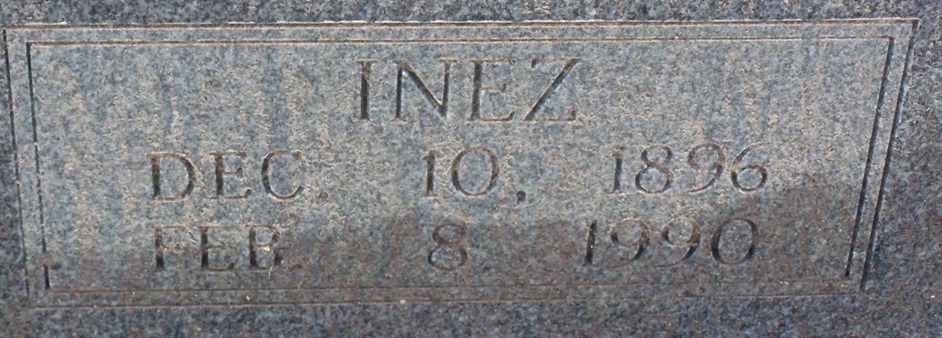 INEZ
DEC. 10, 1896
FEB. 8 1990